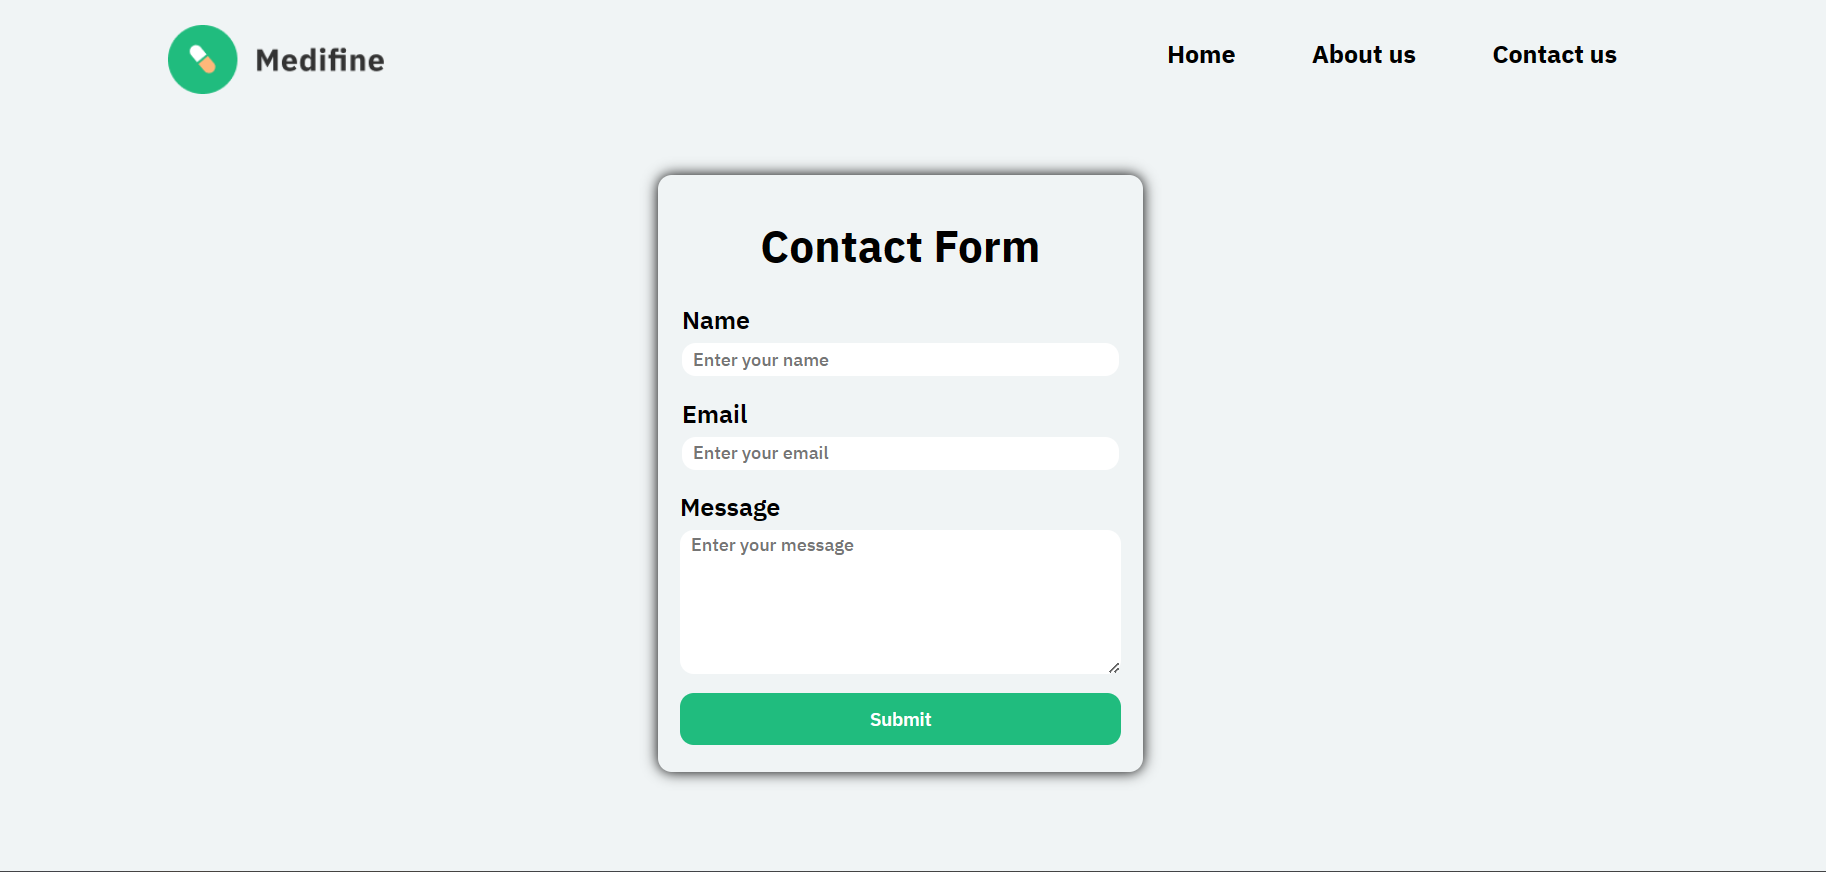 Medifine
Home About us Contact us
Contact Form
Name
Enter your name
Email
Enter your email
Message
Enter your message
Submit